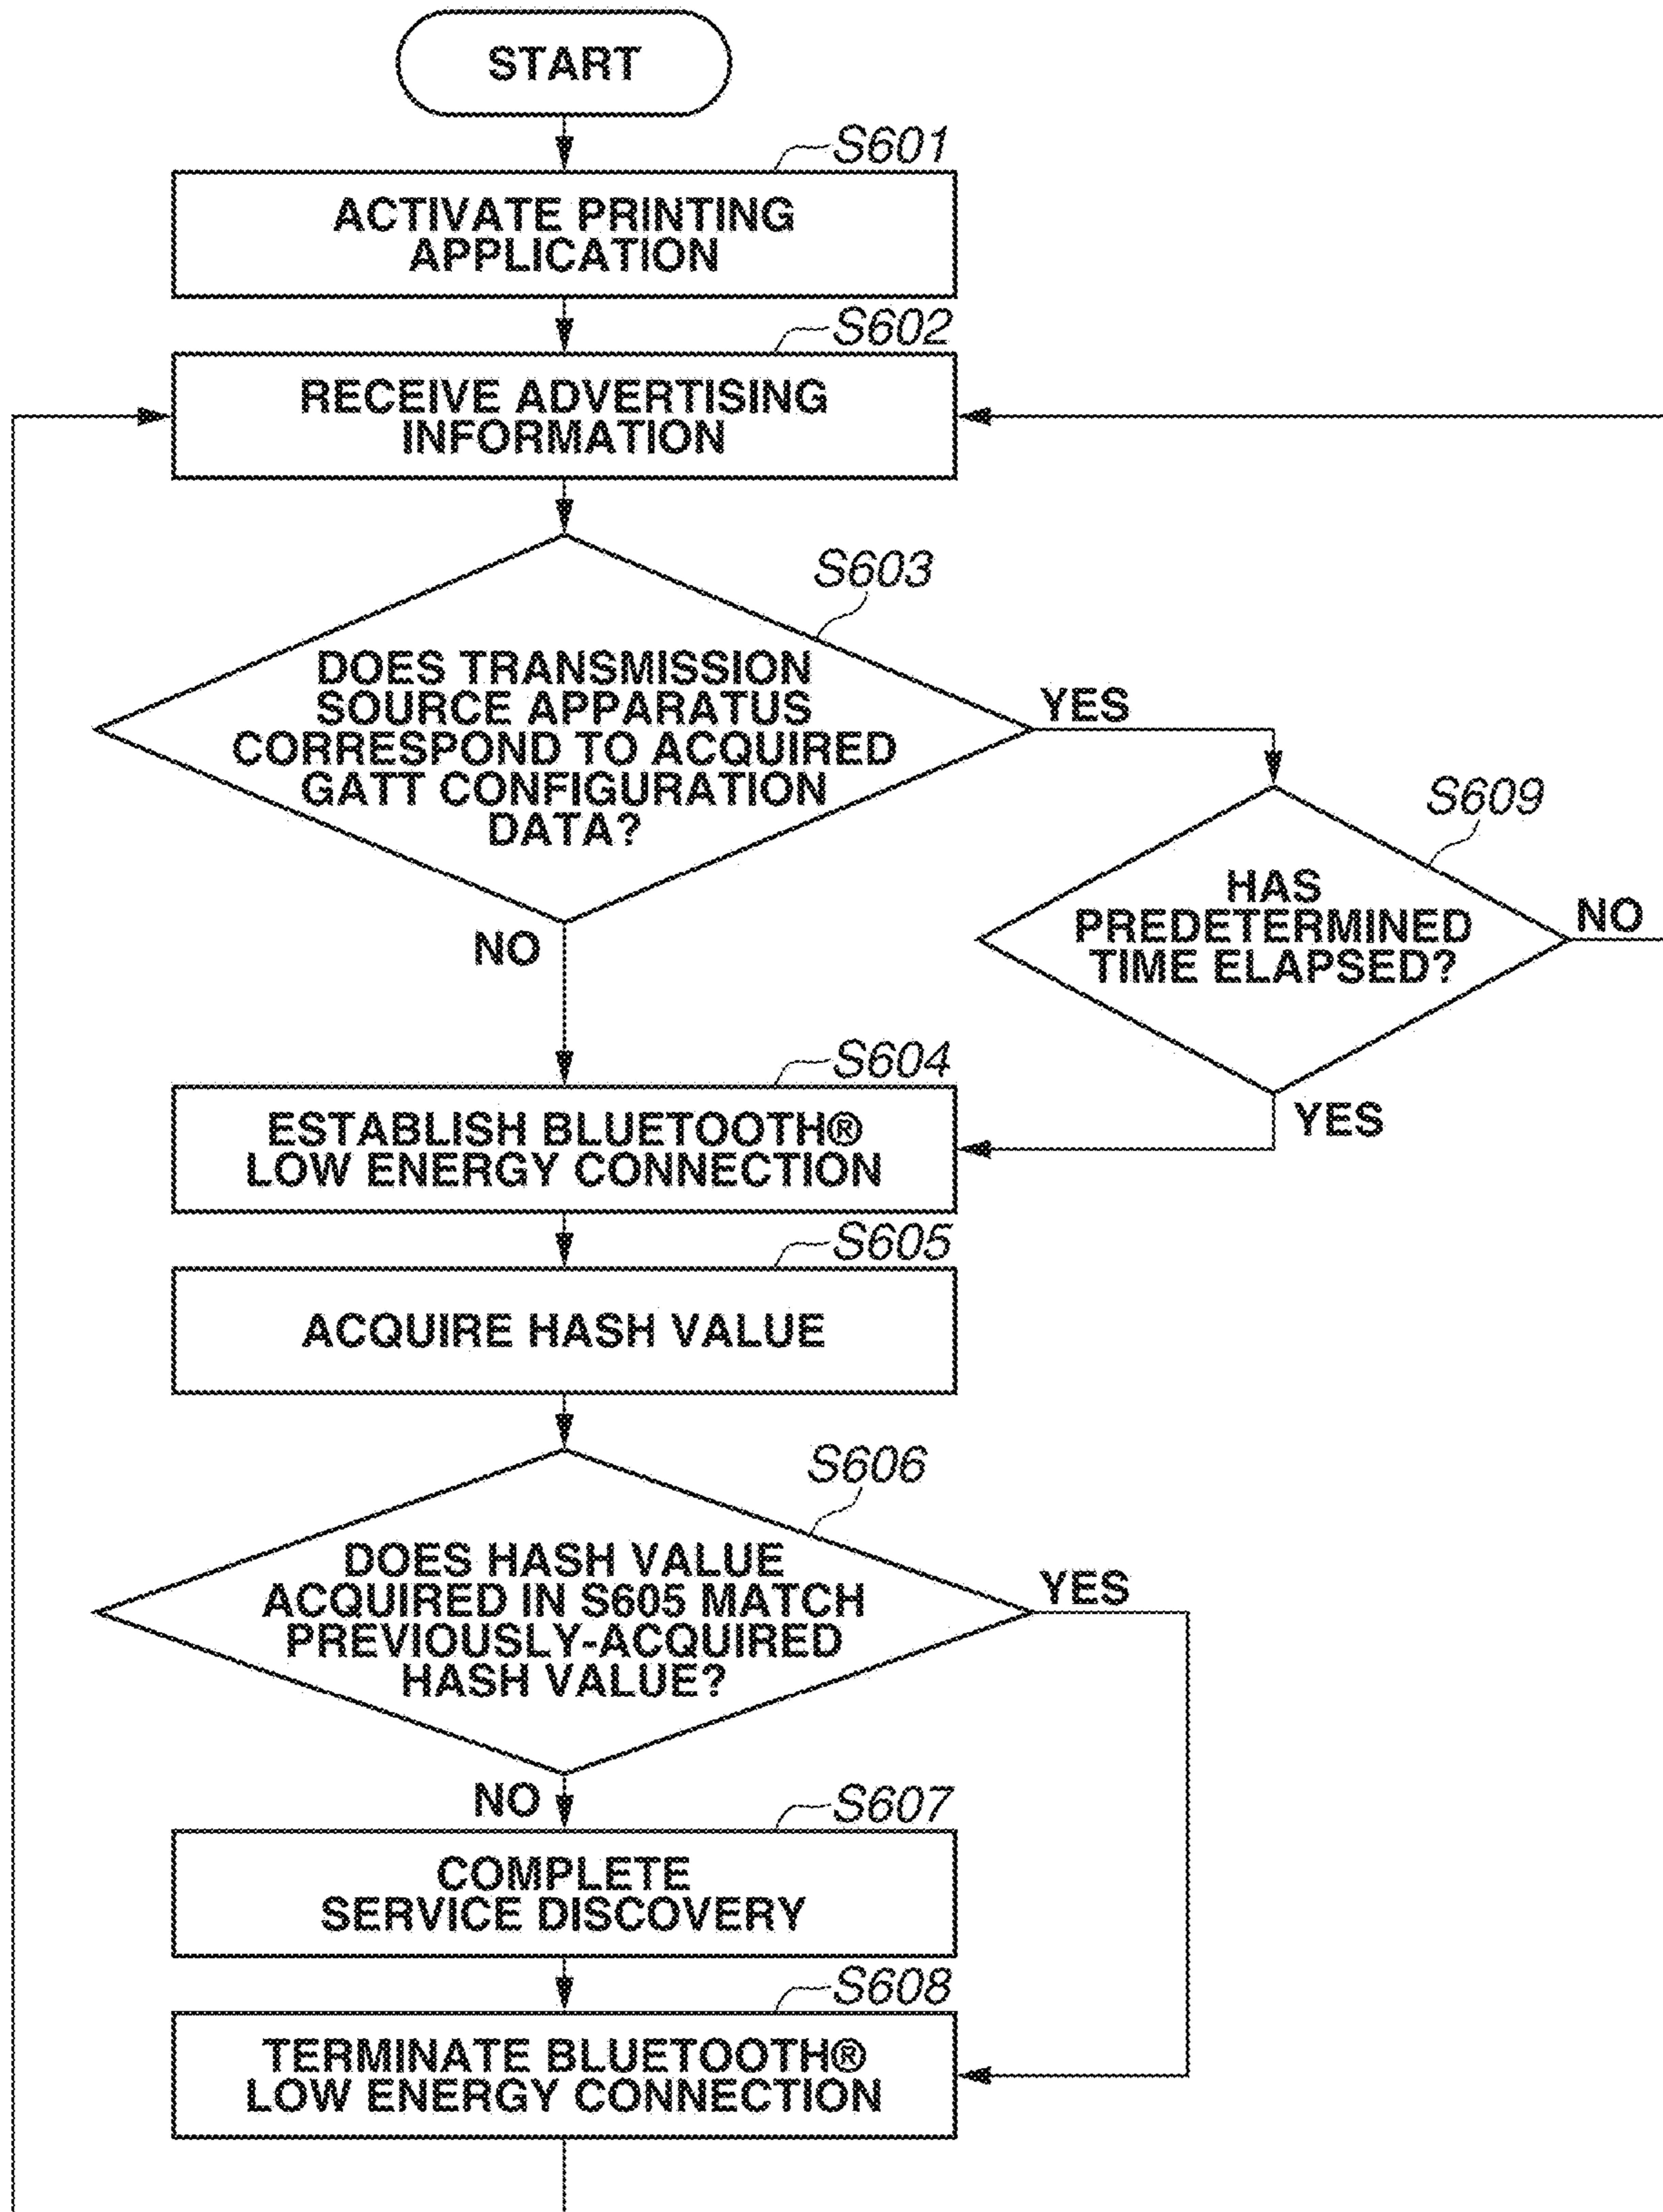 START
S601
ACTIVATE PRINTING
APPLICATION
S602
RECEIVE ADVERTISING
INFORMATION
S603
DOES TRANSMISSION
SOURCE APPARATUS
CORRESPOND TO ACQUIRED
GATT CONFIGURATION
DATA?
YES
NO
S609
HAS
PREDETERMINED
TIME ELAPSED?
NO
YES
S604
ESTABLISH BLUETOOTH®
LOW ENERGY CONNECTION
S605
ACQUIRE HASH VALUE
S606
DOES HASH VALUE
ACQUIRED IN S605 MATCH
PREVIOUSLY-ACQUIRED
HASH VALUE?
YES
NO
S607
COMPLETE
SERVICE DISCOVERY
S608
TERMINATE BLUETOOTH®
LOW ENERGY CONNECTION